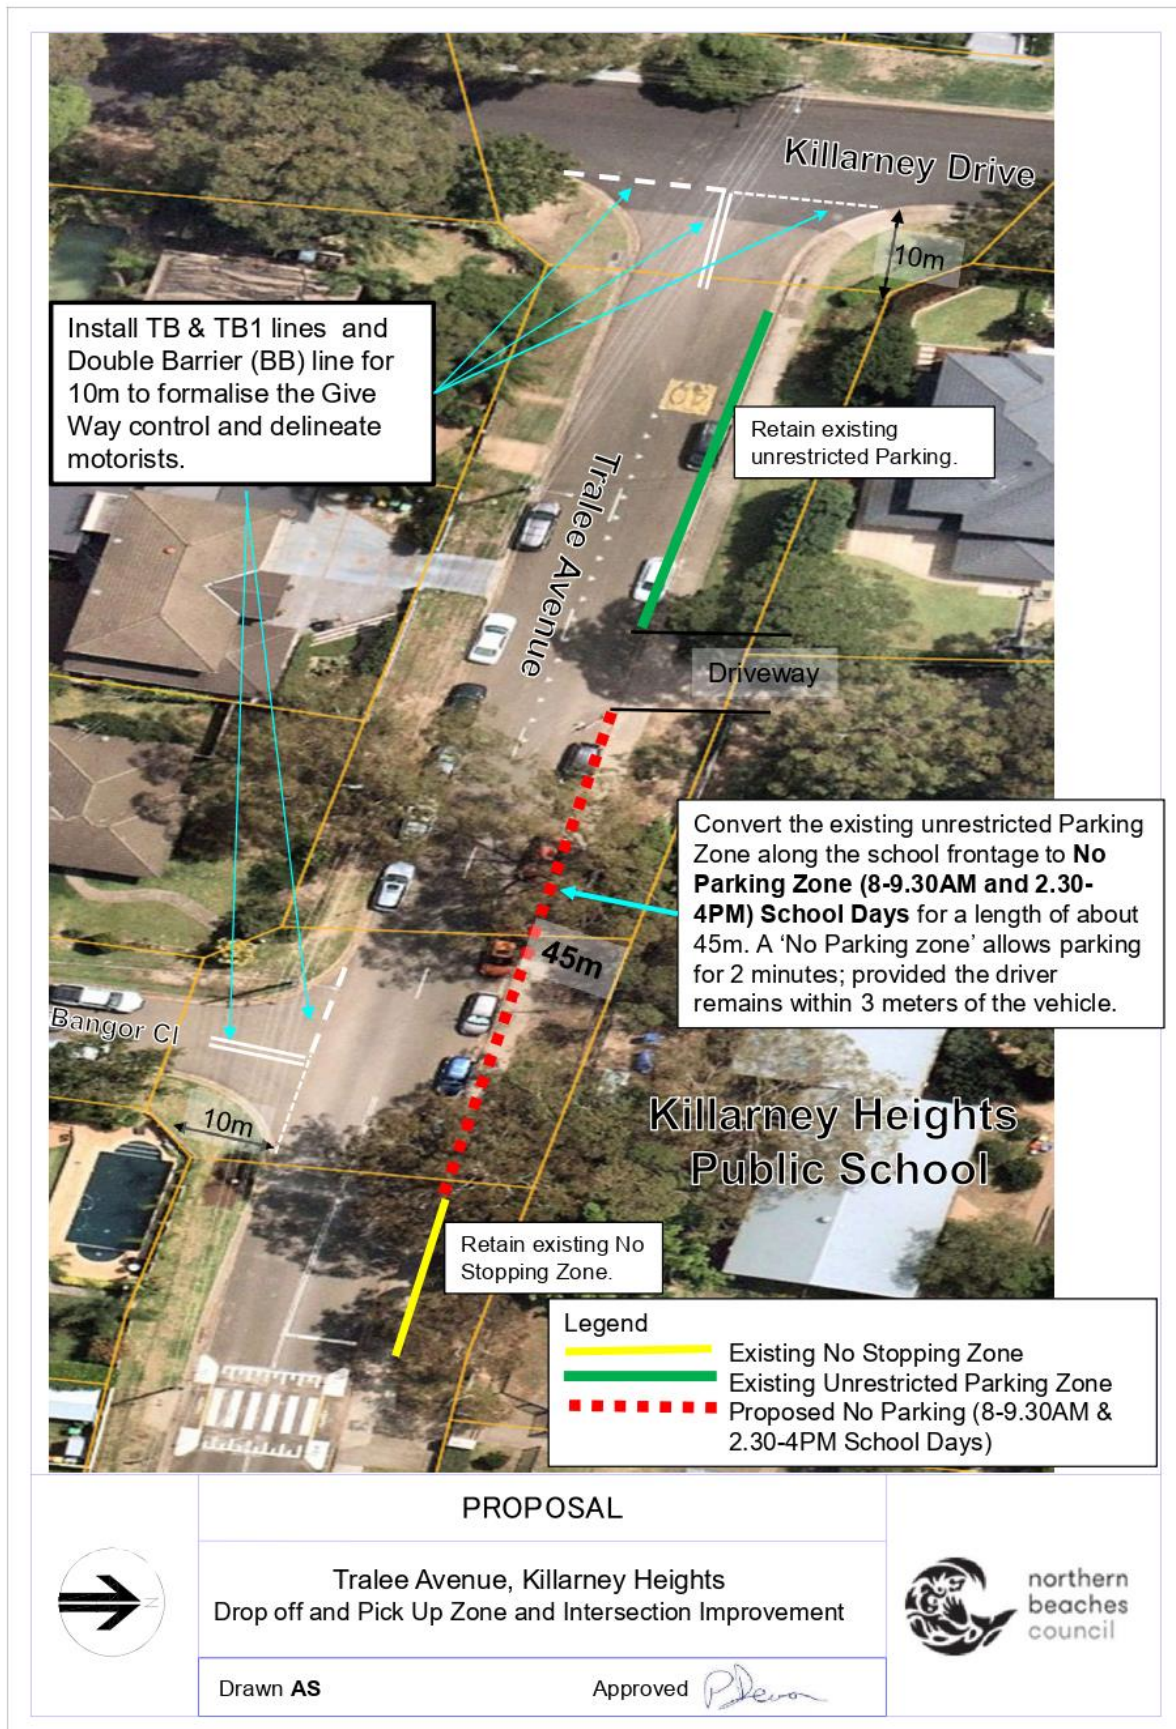 Killarney Drive
10m
Install TB & TB1 lines and
Double Barrier (BB) line for
10m to formalise the Give
Way control and delineate
motorists.
40
Retain existing
unrestricted Parking.
Tralee Avenue
Driveway
Convert the existing unrestricted Parking
Zone along the school frontage to No
Parking Zone (8-9.30AM and 2.30-
4PM) School Days for a length of about
45m. A ‘No Parking zone’ allows parking
for 2 minutes; provided the driver
remains within 3 meters of the vehicle.
45m
Bangor Cl
10m
Killarney Heights
Public School
Retain existing No
Stopping Zone.
Legend
Existing No Stopping Zone
Existing Unrestricted Parking Zone
Proposed No Parking (8-9.30AM &
2.30-4PM School Days)
PROPOSAL
N
Tralee Avenue, Killarney Heights
Drop off and Pick Up Zone and Intersection Improvement
northern
beaches
council
Drawn AS
Approved